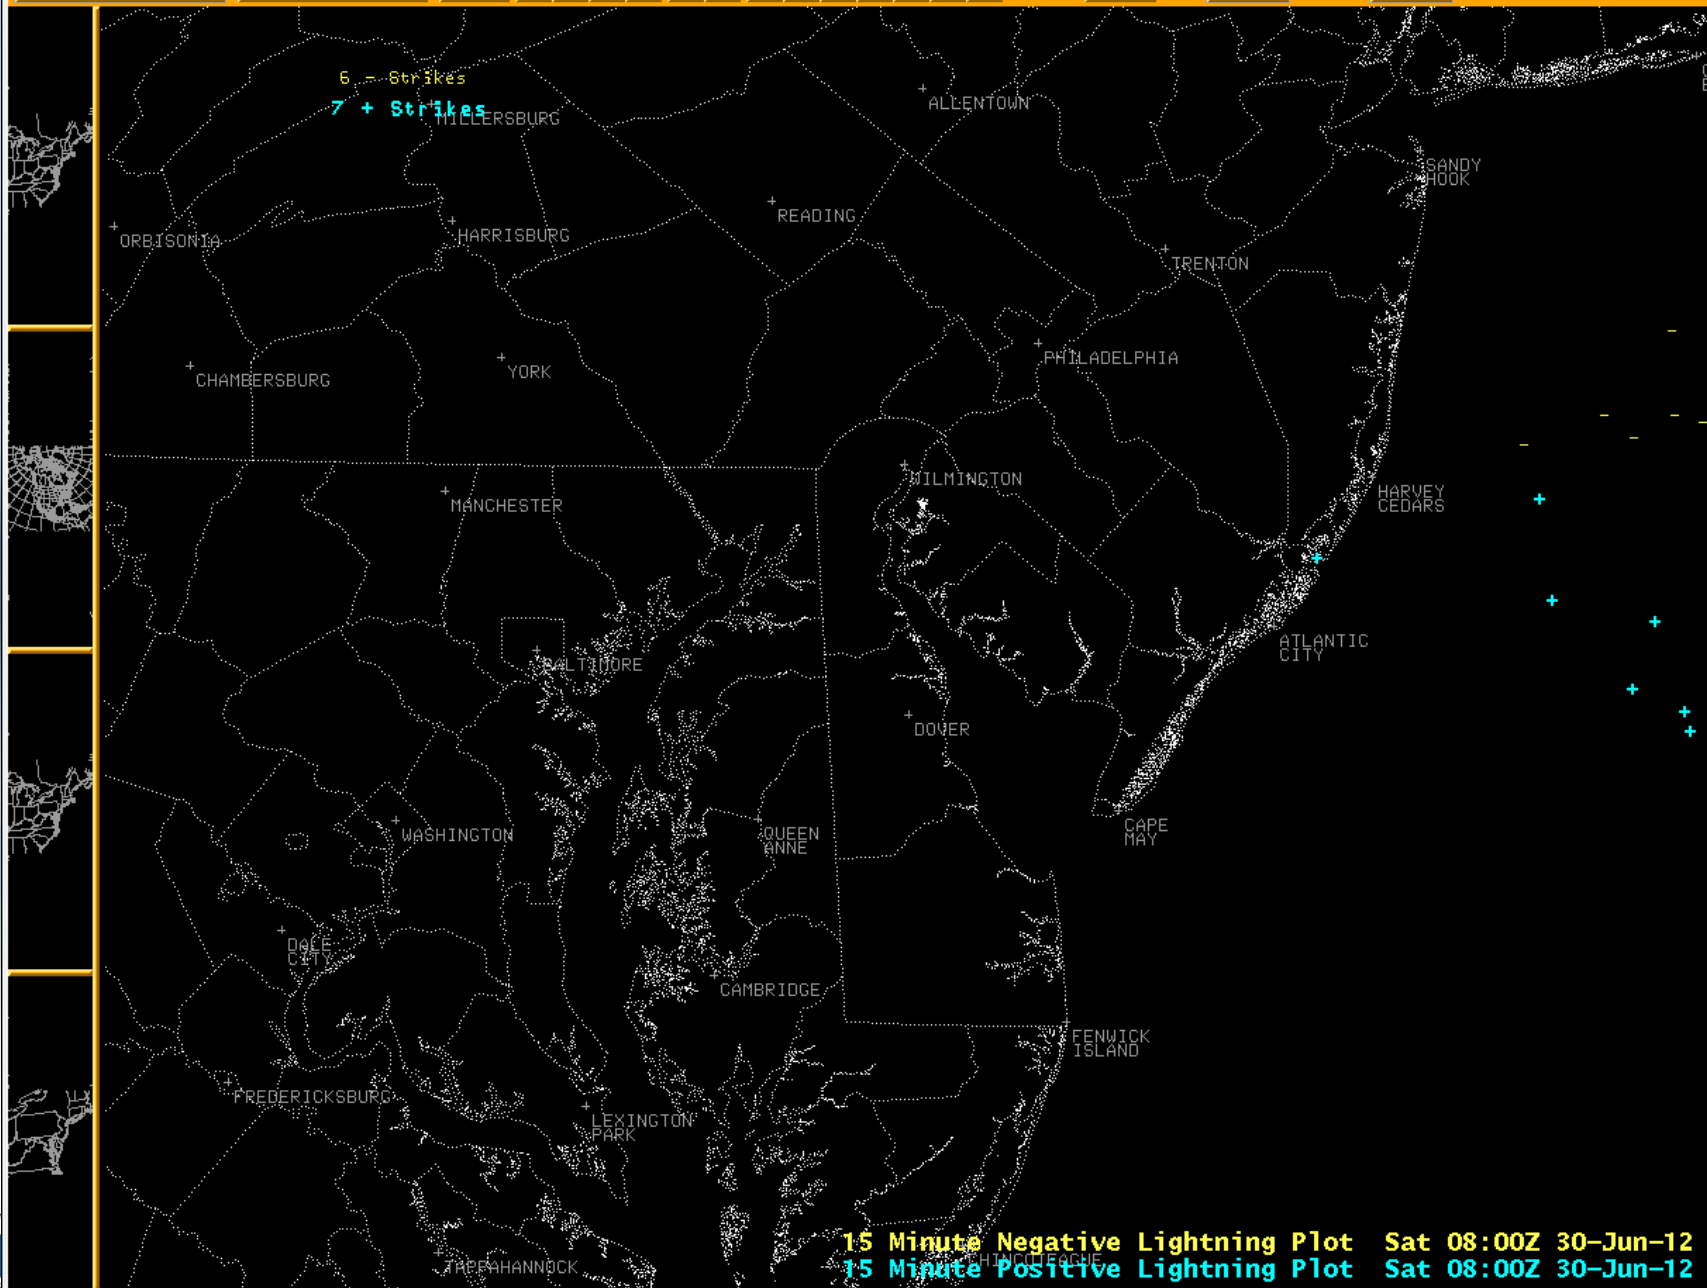 6 - Strikes
7 + Strikes
MILLERSBURG
ALLENTOWN
SANDY
HOOK
ORBISONIA
HARRISBURG
READING
TRENTON
CHAMBERSBURG
YORK
PHILADELPHIA
MANCHESTER
WILMINGTON
HARVEY
CEDARS
BALTIMORE
ATLANTIC
CITY
DOVER
WASHINGTON
QUEEN
ANNE
CAPE
MAY
DALE
CITY
CAMBRIDGE
FENWICK
ISLAND
FREDERICKSBURG
LEXINGTON
PARK
15 Minute Negative Lightning Plot Sat 08:00Z 30-Jun-12
CHINCOTEAGUE
TAPPAHANNOCK
15 Minute Positive Lightning Plot Sat 08:00Z 30-Jun-12